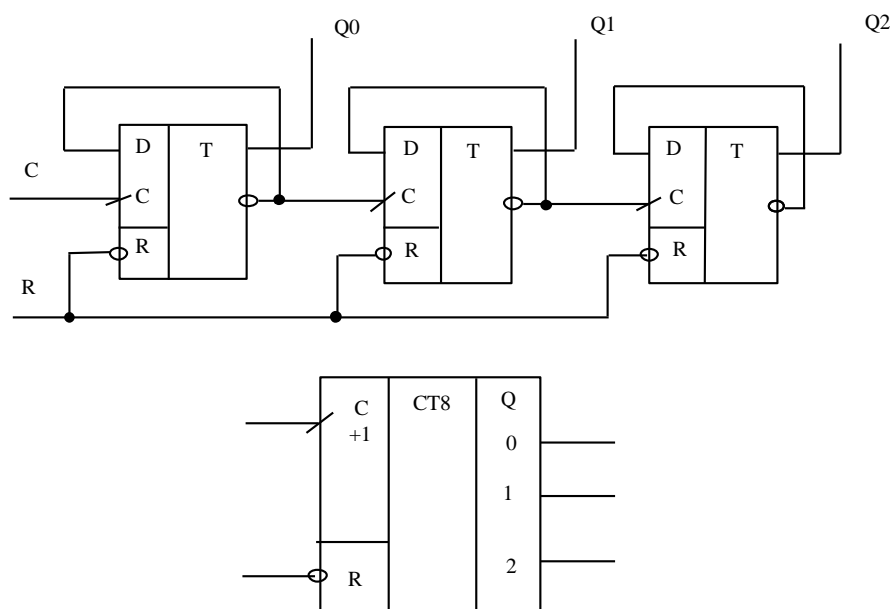 Q0 Q1 Q2
D T D T D T
C C C C
R R R
R
C CT8 Q
+1 0
1
R 2